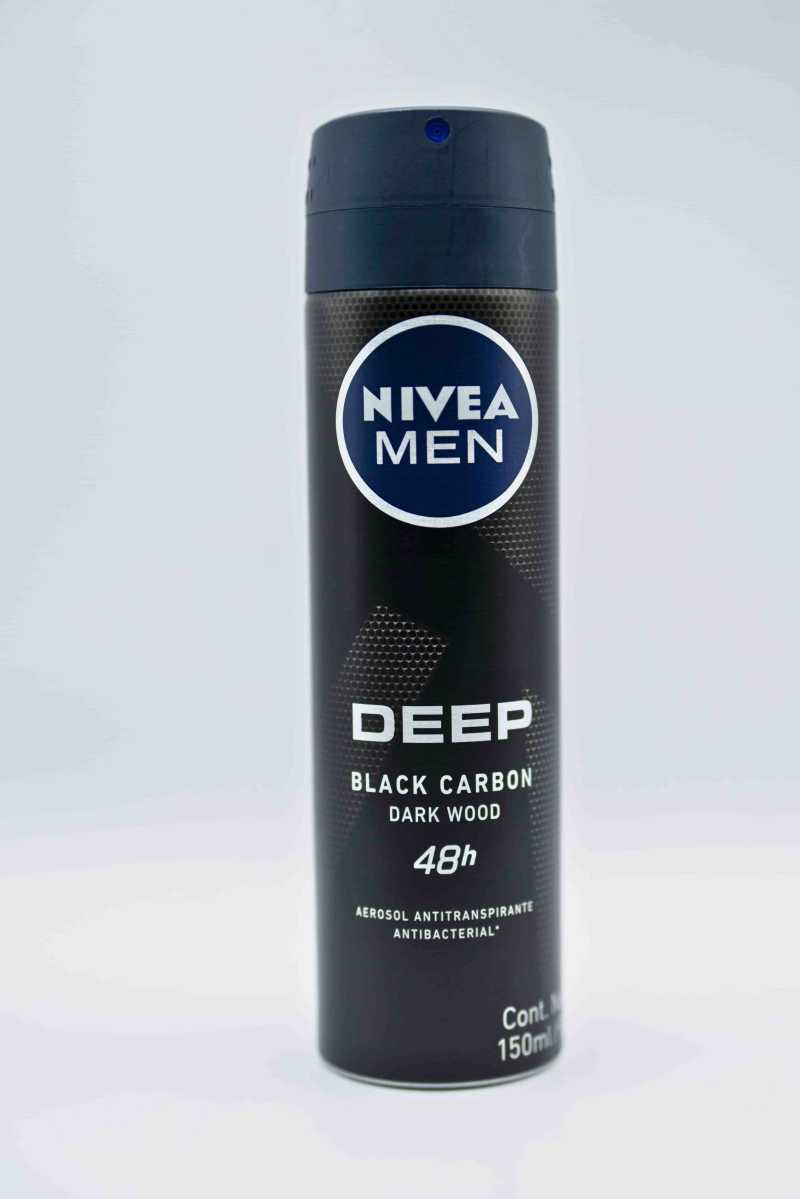 NIVEA
MEN
DEEP
BLACK CARBON
DARK WOOD
48h
AEROSOL ANTITRANSPIRANTE
ANTIBACTERIAL*
Cont.
150ml